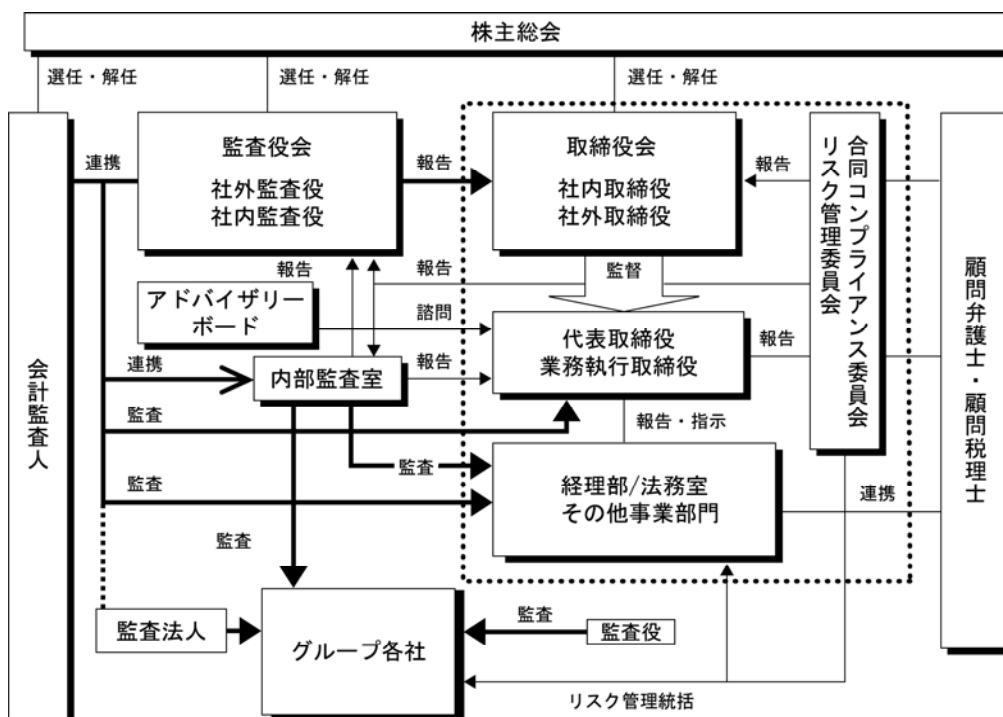 株主総会
選任・解任
選任・解任
選任・解任
会計監査人
連携
監査役会
社外監査役
社内監査役
報告
取締役会
社内取締役
社外取締役
報告
合同コンプライアンス委員会
リスク管理委員会
顧問弁護士・顧問税理士
報告
報告
監督
アドバイザリー
ボード
諮問
代表取締役
業務執行取締役
報告
連携
内部監査室
報告
監査
報告・指示
監査
監査
経理部/法務室
その他事業部門
連携
監査
監査法人
グループ各社
監査
監査役
リスク管理統括